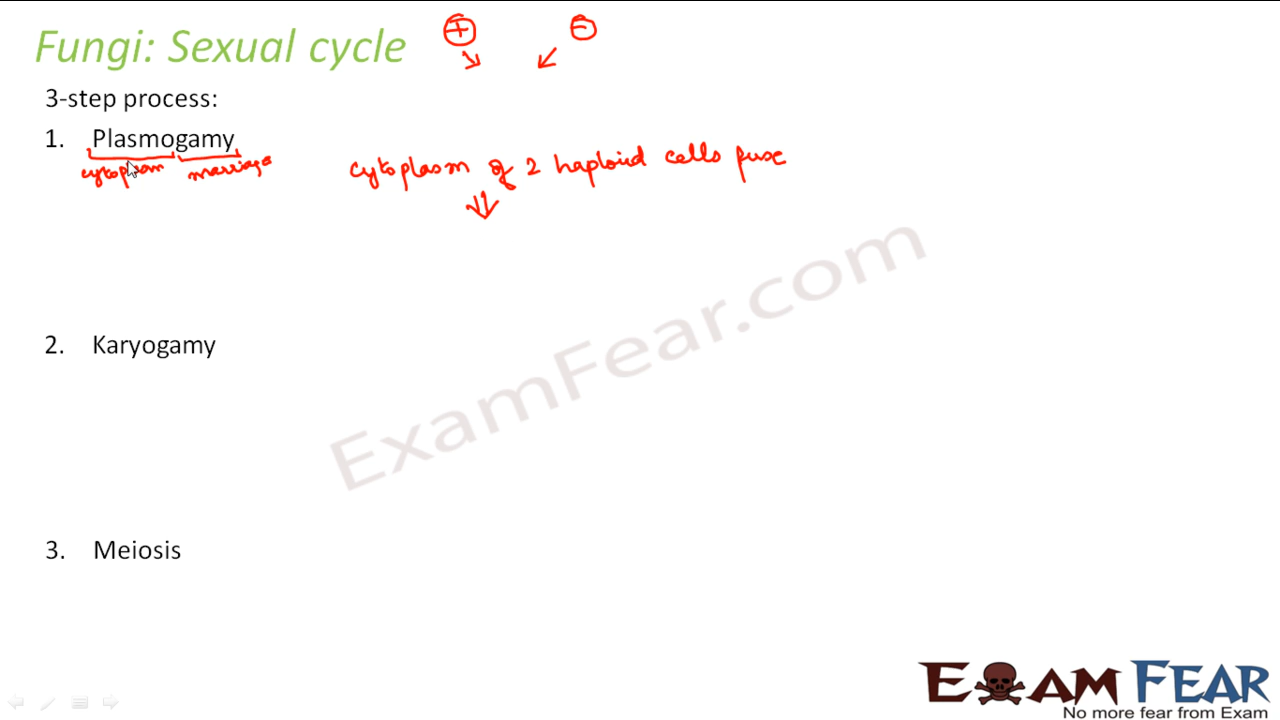 Fungi: Sexual cycle + -
3-step process:
1. Plasmogamy
cytoplasm marriage
cytoplasm of 2 haploid cells fuse
ExamFear.com
2. Karyogamy
3. Meiosis
EXAM FEAR
No more fear from Exam